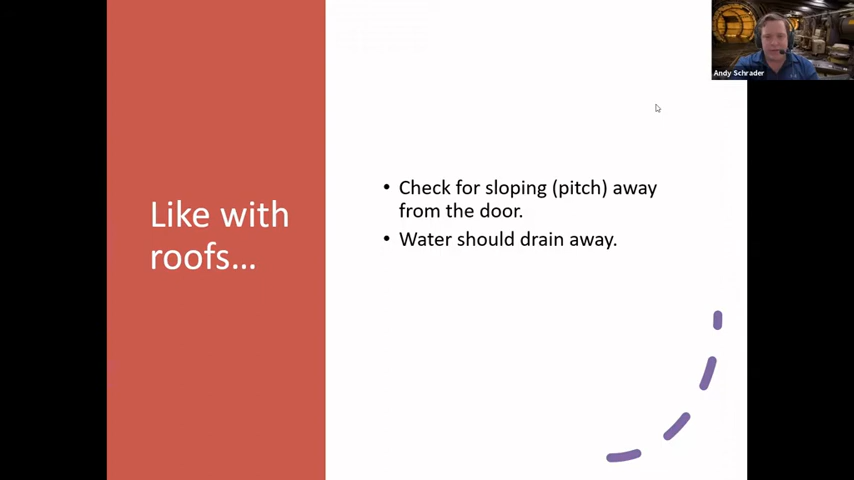 Andy Schrader
Like with
roofs...
• Check for sloping (pitch) away
from the door.
• Water should drain away.